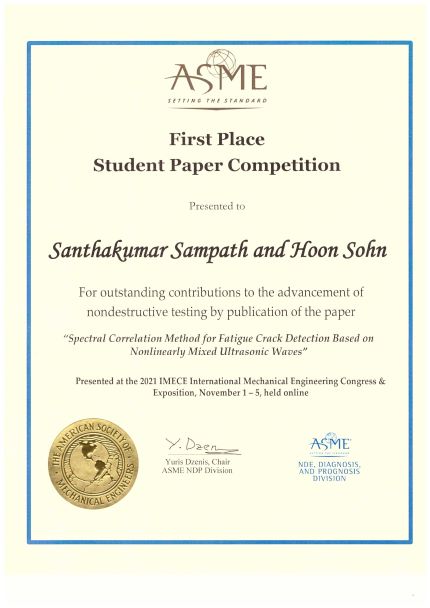 ASME
SETTING THE STANDARD
First Place
Student Paper Competition
Presented to
Santhakumar Sampath and Hoon Sohn
For outstanding contributions to the advancement of
nondestructive testing by publication of the paper
“Spectral Correlation Method for Fatigue Crack Detection Based on
Nonlinearly Mixed Ultrasonic Waves”
Presented at the 2021 IMECE International Mechanical Engineering Congress &
Exposition, November 1 – 5, held online
THE AMERICAN SOCIETY OF
MECHANICAL ENGINEERS
Y. Dzen
Yuris Dzenis, Chair
ASME NDP Division
ASME
SETTING THE STANDARD
NDE, DIAGNOSIS,
AND PROGNOSIS
DIVISION